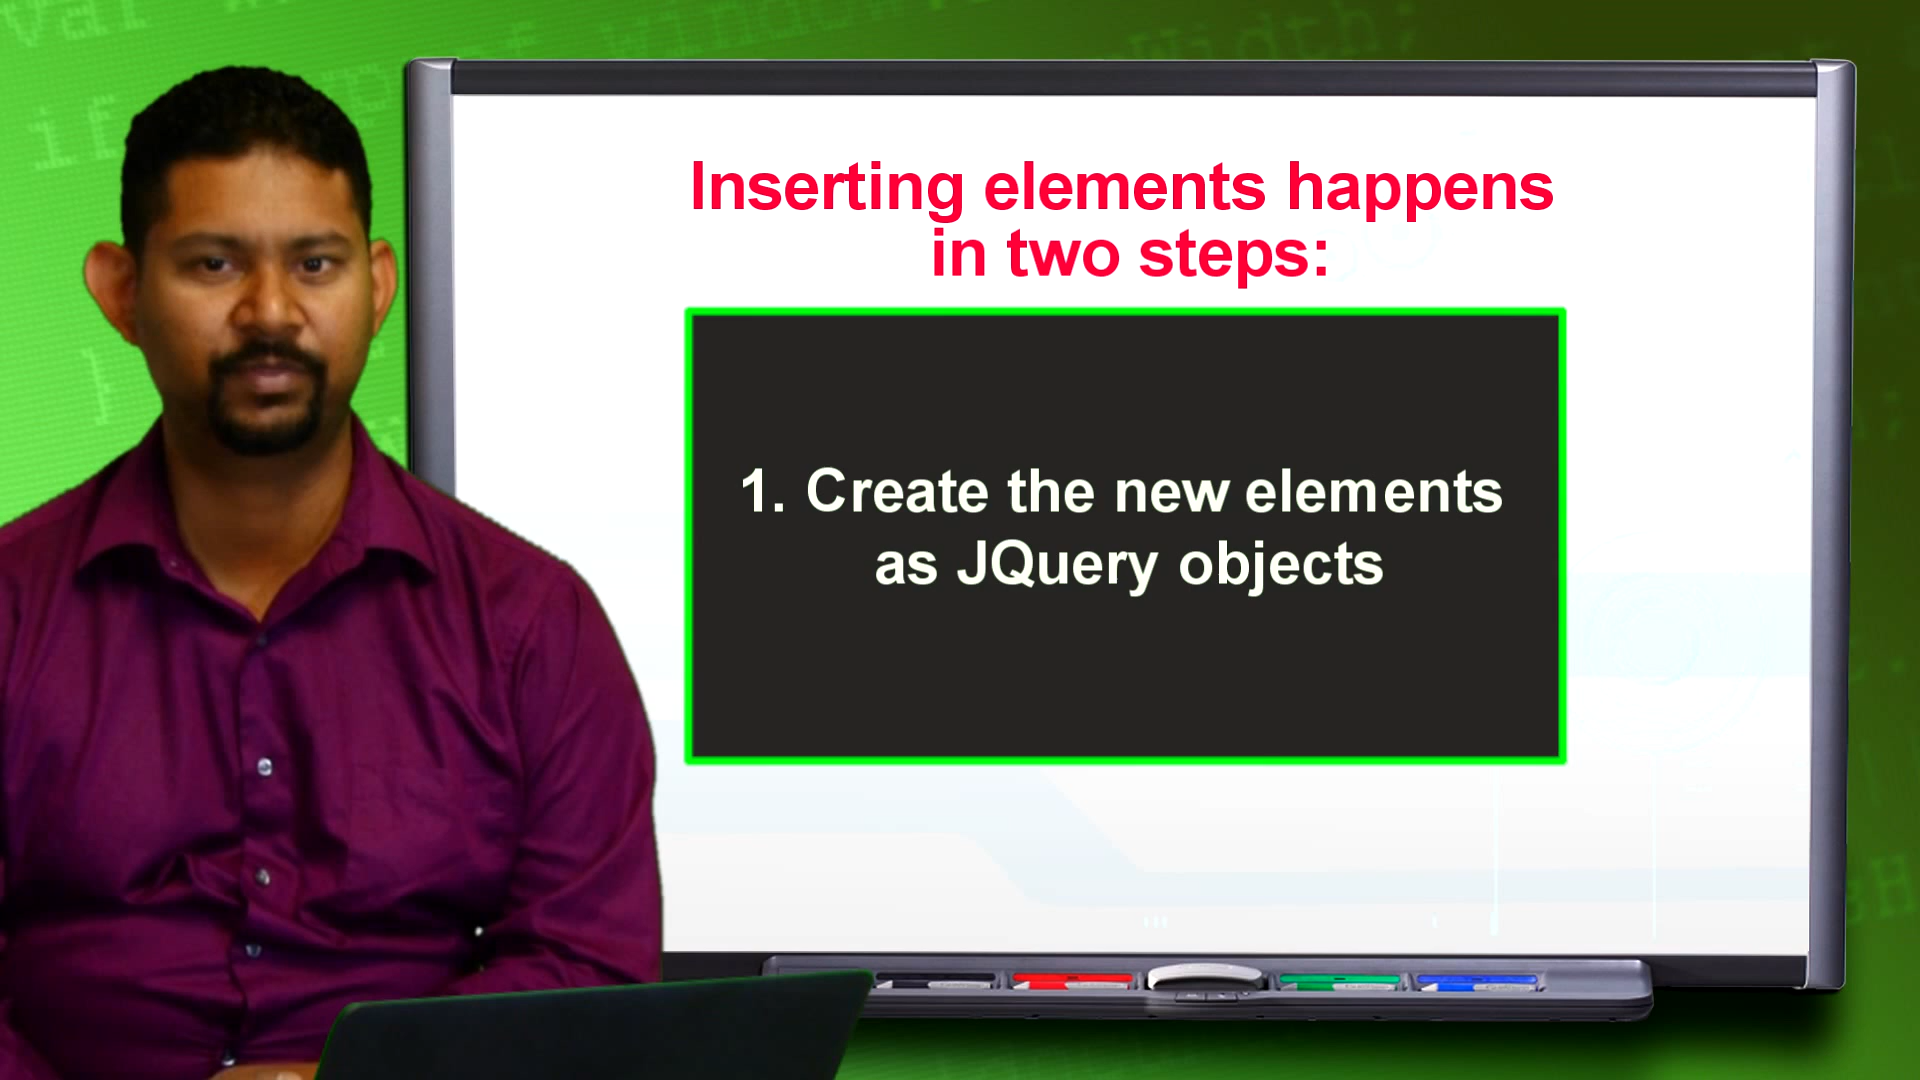 Inserting elements happens
in two steps:
1. Create the new elements
as JQuery objects